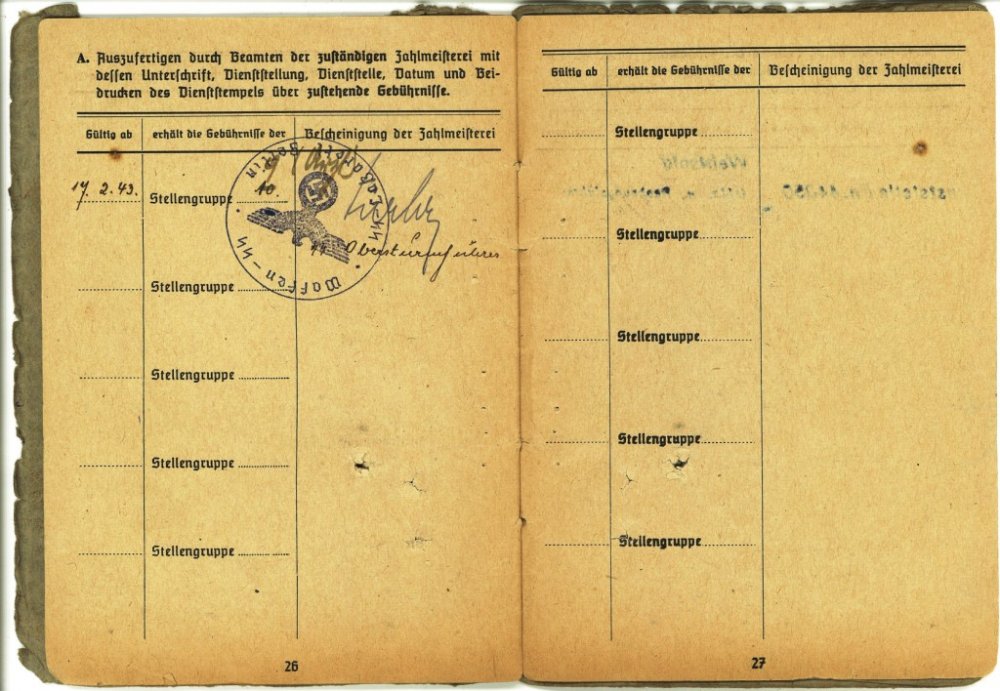 A. Auszufertigen durch Beamten der zuständigen Zahlmeisterei mit
dessen Unterschrift, Dienststellung, Dienststelle, Datum und Bei-
drucken des Dienststempels über zustehende Gebührnisse.
Gültig ab erhält die Gebührnisse der Bescheinigung der Zahlmeisterei
17. 2. 43. Stellengruppe 10.
Waffen-SS
Berlin
SS Obersturmführer
Stellengruppe
Stellengruppe
Stellengruppe
Stellengruppe
26
Gültig ab erhält die Gebührnisse der Bescheinigung der Zahlmeisterei
Stellengruppe
Stellengruppe
Stellengruppe
Stellengruppe
Stellengruppe
27